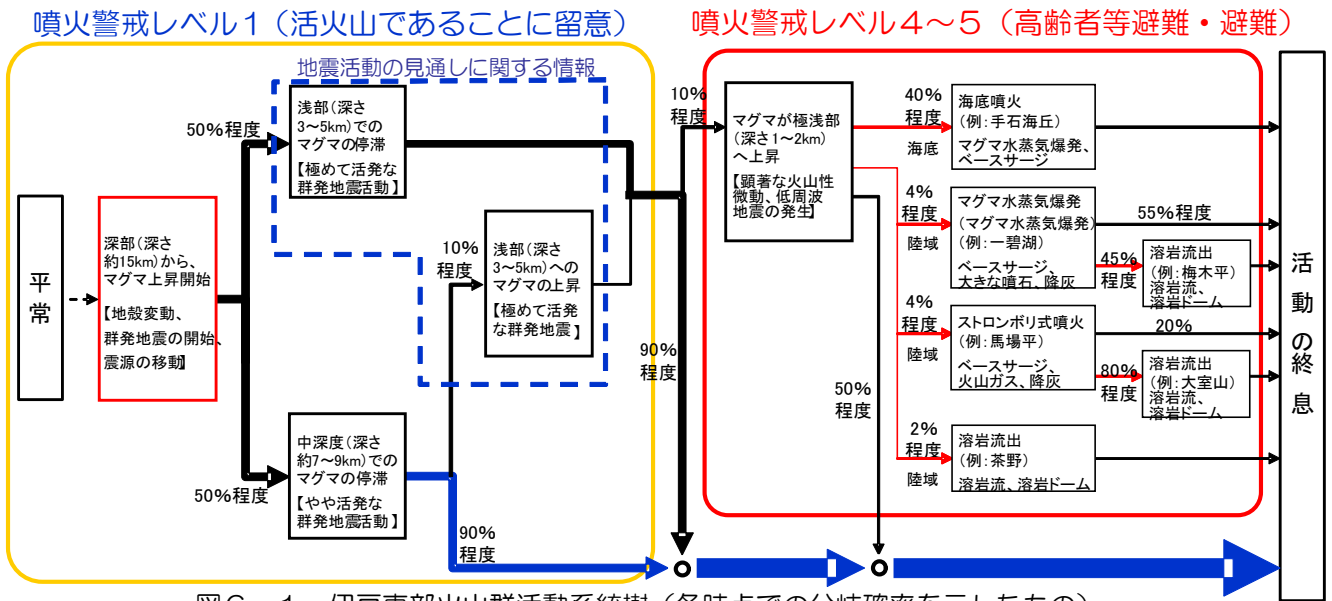 噴火警戒レベル1(活火山であることに留意)
噴火警戒レベル4～5(高齢者等避難・避難)
地震活動の見通しに関する情報
平常
深部(深さ
約15km)から、
マグマ上昇開始
【地殻変動、
群発地震の開始、
震源の移動】
50%程度
浅部(深さ
3～5km)での
マグマの停滞
【極めて活発な
群発地震活動】
10%
程度
浅部(深さ
3～5km)への
マグマの上昇
【極めて活発
な群発地震】
50%程度
中深度(深さ
約7～9km)での
マグマの停滞
【やや活発な
群発地震活動】
90%
程度
90%
程度
10%
程度
マグマが極浅部
(深さ1～2km)
へ上昇
【顕著な火山性
微動、低周波
地震の発生】
50%
程度
40%
程度
海底
海底噴火
(例:手石海丘)
マグマ水蒸気爆発、
ベースサージ
4%
程度
陸域
マグマ水蒸気爆発
(マグマ水蒸気爆発)
(例:一碧湖)
ベースサージ、
大きな噴石、降灰
55%程度
45%
程度
溶岩流出
(例:梅木平)
溶岩流、
溶岩ドーム
4%
程度
陸域
ストロンボリ式噴火
(例:馬場平)
ベースサージ、
火山ガス、降灰
20%
80%
程度
溶岩流出
(例:大室山)
溶岩流、
溶岩ドーム
2%
程度
陸域
溶岩流出
(例:茶野)
溶岩流、溶岩ドーム
活動の終息